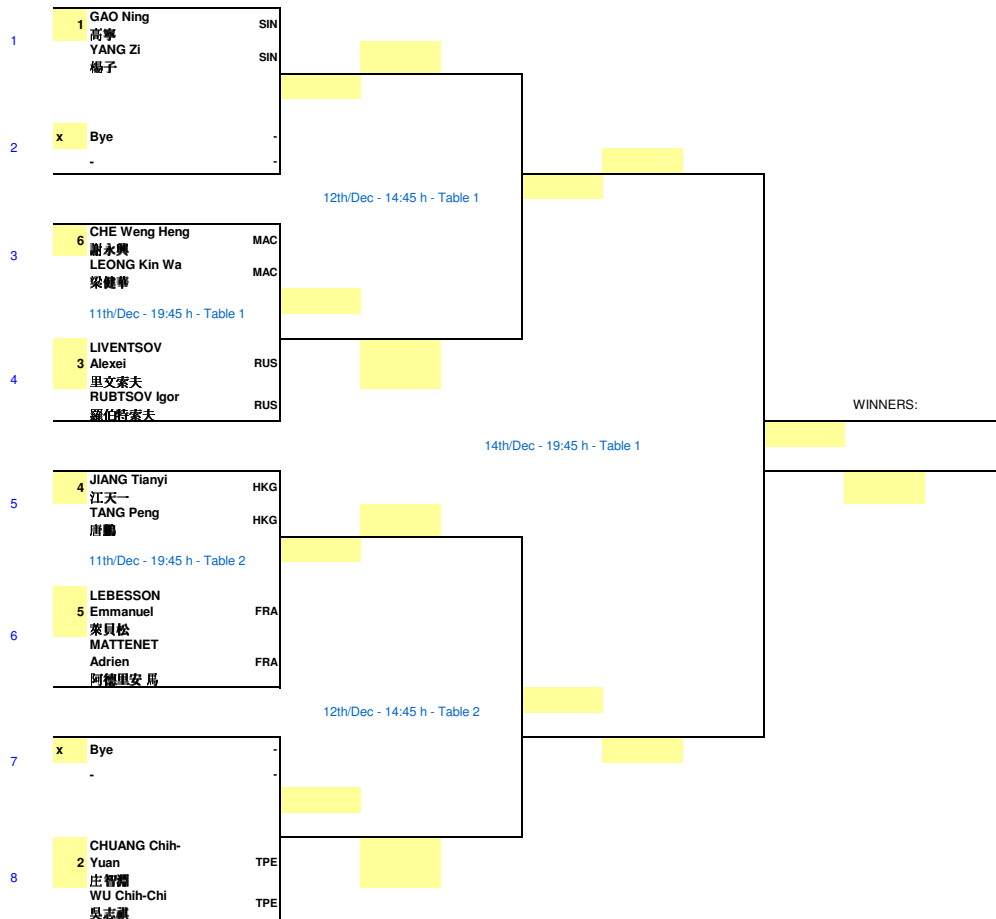 1
1 GAO Ning SIN
高寧
YANG Zi SIN
楊子
2
x Bye -
- -
12th/Dec - 14:45 h - Table 1
3
6 CHE Weng Heng MAC
謝永興
LEONG Kin Wa MAC
梁健華
11th/Dec - 19:45 h - Table 1
4
LIVENTSOV
3 Alexei RUS
里文索夫
RUBTSOV Igor RUS
羅伯特索夫
WINNERS:
14th/Dec - 19:45 h - Table 1
5
4 JIANG Tianyi HKG
江天一
TANG Peng HKG
唐鵬
11th/Dec - 19:45 h - Table 2
6
LEBESSON
5 Emmanuel FRA
萊貝松
MATTENET
Adrien FRA
阿德里安 馬
12th/Dec - 14:45 h - Table 2
7
x Bye -
- -
8
CHUANG Chih-
2 Yuan TPE
庄智淵
WU Chih-Chi TPE
吳志祺